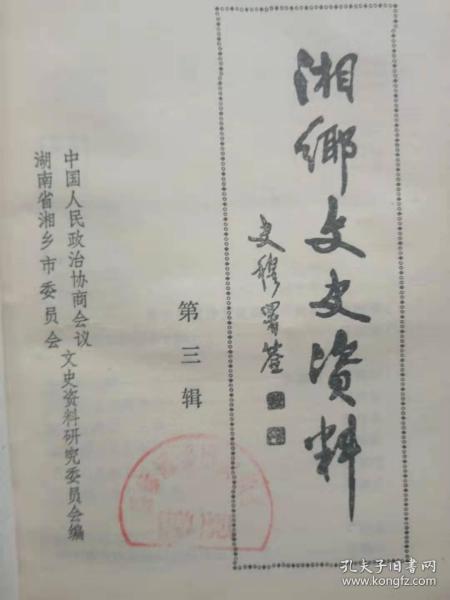 湘鄉文史資料
史穆署签
第三辑
中国人民政治协商会议
湖南省湘乡市委员会
文史资料研究委员会编
孔夫子旧书网
www.kongfz.com